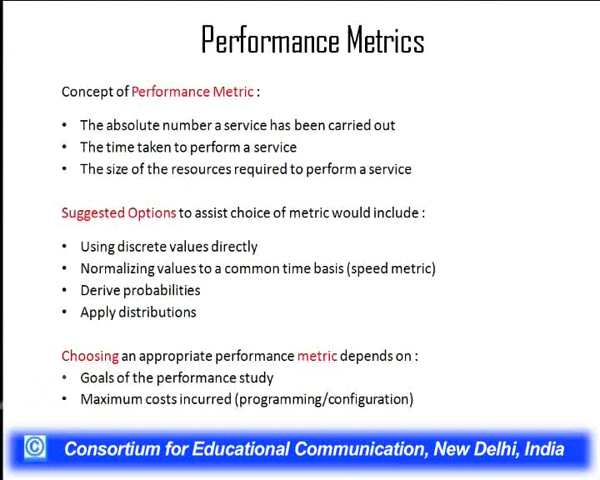 Performance Metrics
Concept of Performance Metric :
• The absolute number a service has been carried out
• The time taken to perform a service
• The size of the resources required to perform a service
Suggested Options to assist choice of metric would include :
• Using discrete values directly
• Normalizing values to a common time basis (speed metric)
• Derive probabilities
• Apply distributions
Choosing an appropriate performance metric depends on :
• Goals of the performance study
• Maximum costs incurred (programming/configuration)
© Consortium for Educational Communication, New Delhi, India